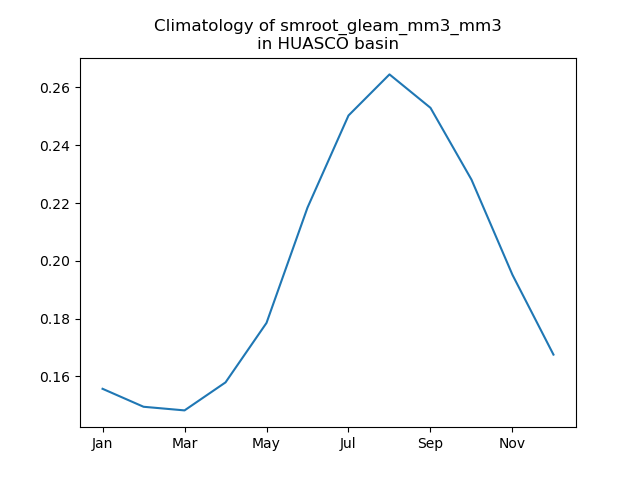 Climatology of smroot_gleam_mm3_mm3
in HUASCO basin
0.26
0.24
0.22
0.20
0.18
0.16
Jan Mar May Jul Sep Nov